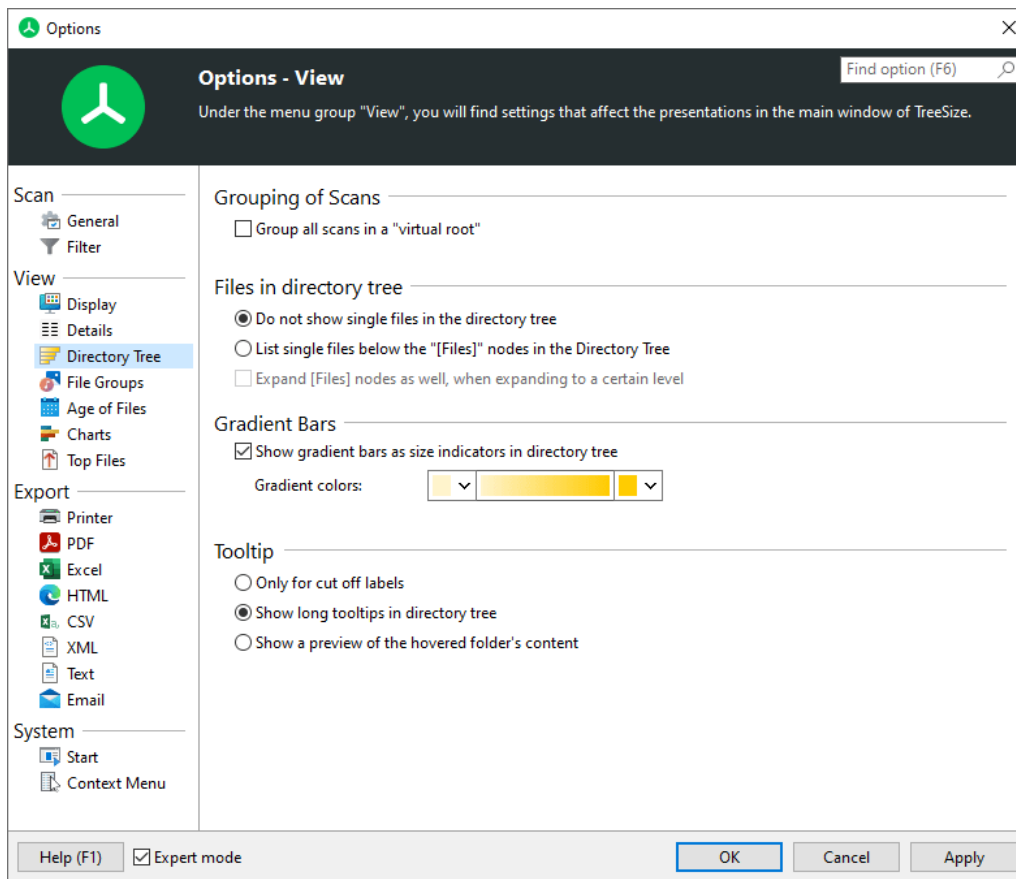 Options
Options - View
Find option (F6)
Under the menu group "View", you will find settings that affect the presentations in the main window of TreeSize.
Scan
General
Filter
View
Display
Details
Directory Tree
File Groups
Age of Files
Charts
Top Files
Export
Printer
PDF
Excel
HTML
CSV
XML
Text
Email
System
Start
Context Menu
Grouping of Scans
Group all scans in a "virtual root"
Files in directory tree
Do not show single files in the directory tree
List single files below the "[Files]" nodes in the Directory Tree
Expand [Files] nodes as well, when expanding to a certain level
Gradient Bars
Show gradient bars as size indicators in directory tree
Gradient colors:
Tooltip
Only for cut off labels
Show long tooltips in directory tree
Show a preview of the hovered folder's content
Help (F1)
Expert mode
OK
Cancel
Apply